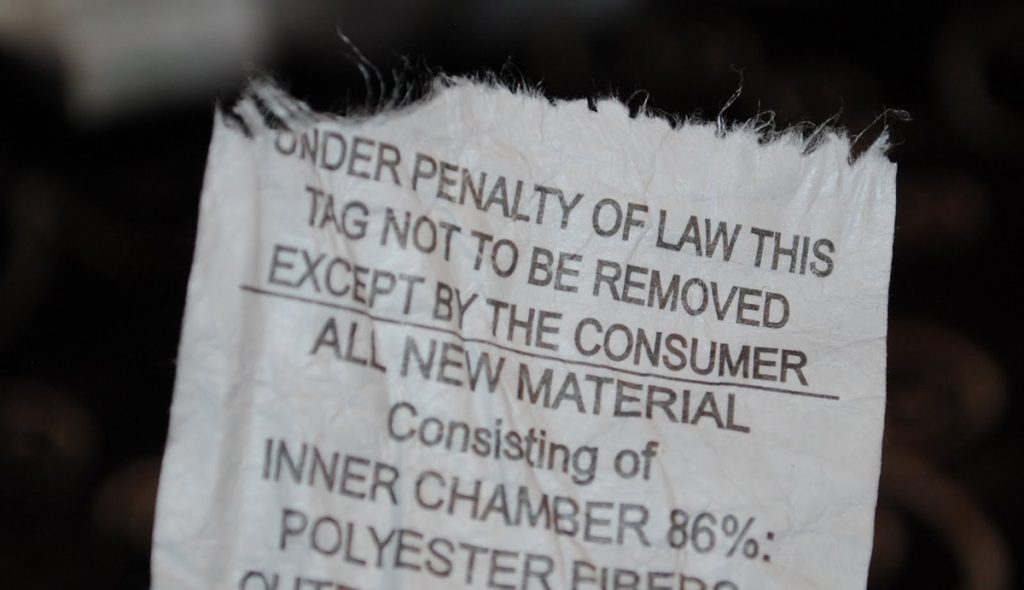 UNDER PENALTY OF LAW THIS
TAG NOT TO BE REMOVED
EXCEPT BY THE CONSUMER
ALL NEW MATERIAL
Consisting of
INNER CHAMBER 86%:
POLYESTER FIBERS